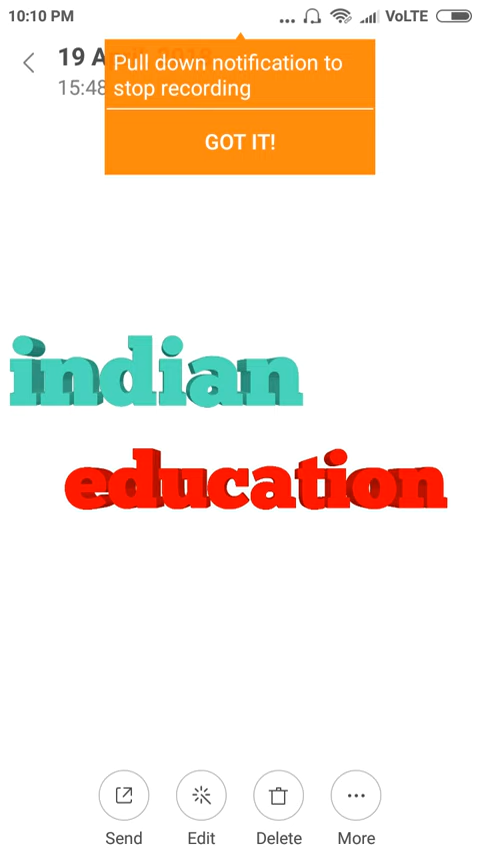 10:10 PM ... VoLTE
19 A
15:48
Pull down notification to
stop recording
GOT IT!
indian
education
Send Edit Delete More